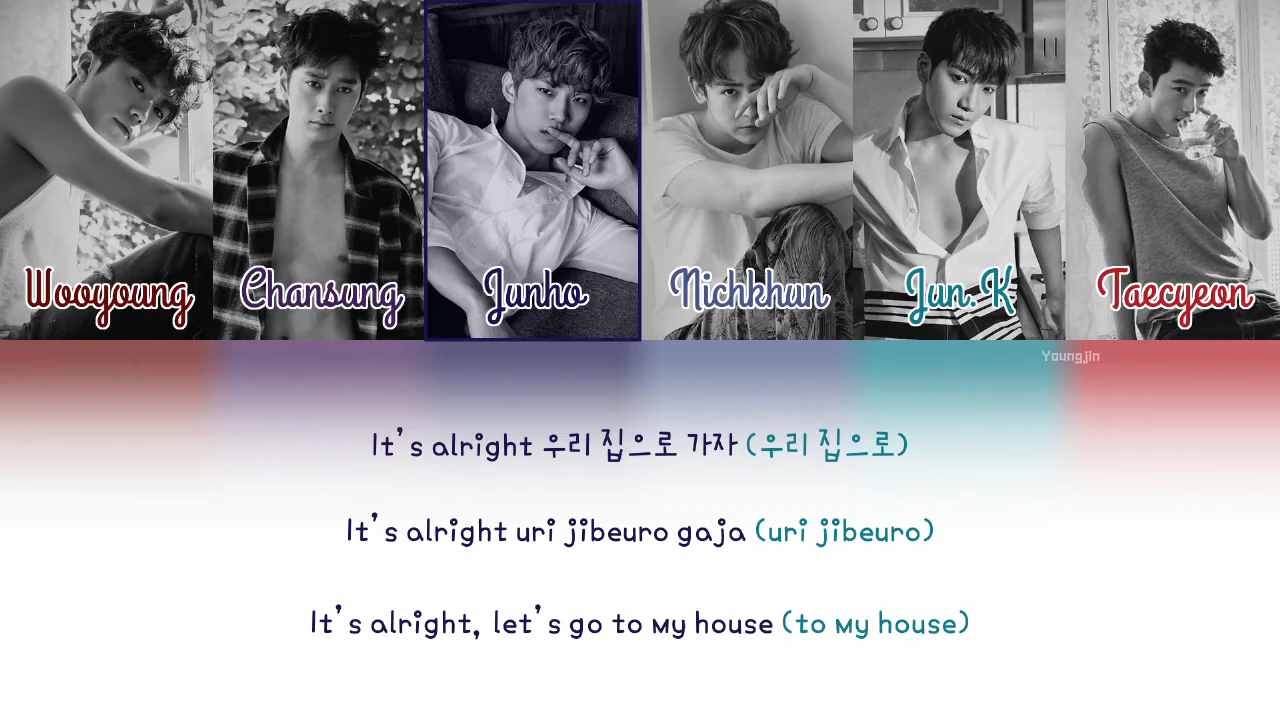 Wooyoung Chansung Junho Nichkhun Jun.K Taecyeon
Youngjin
It's alright 우리 집으로 가자 (우리 집으로)
It's alright uri jibeuro gaja (uri jibeuro)
It's alright, let's go to my house (to my house)